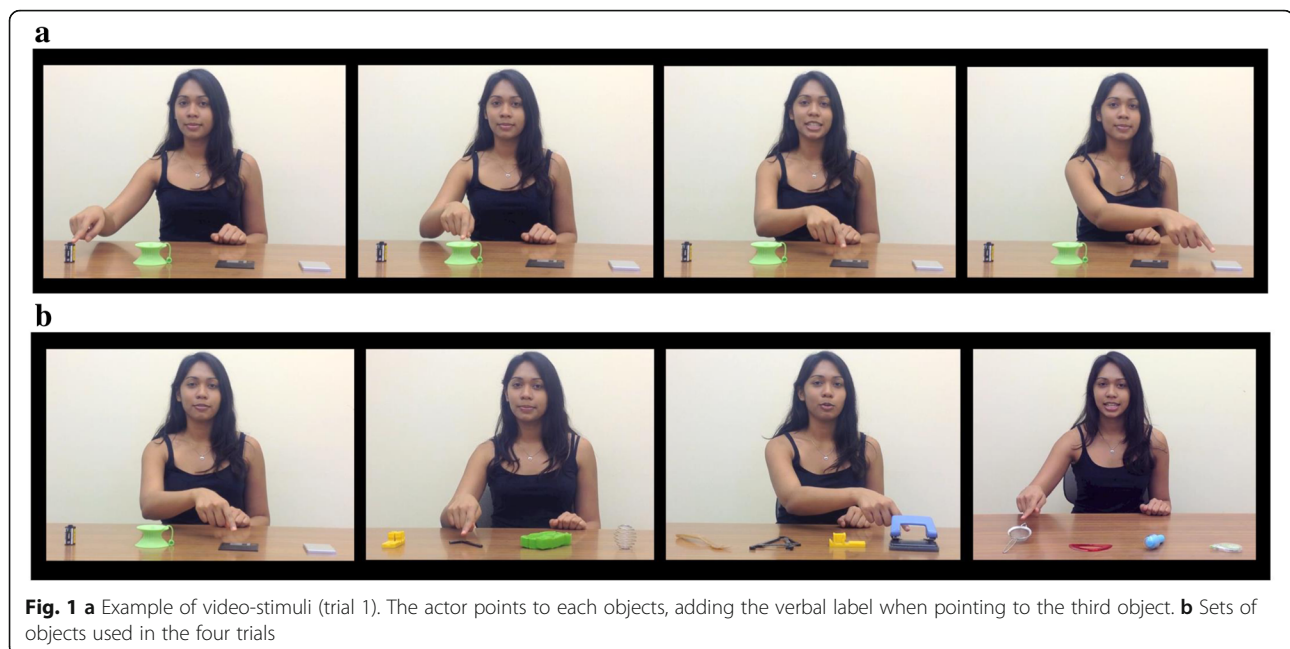 a
b
Fig. 1 a Example of video-stimuli (trial 1). The actor points to each objects, adding the verbal label when pointing to the third object. b Sets of
objects used in the four trials